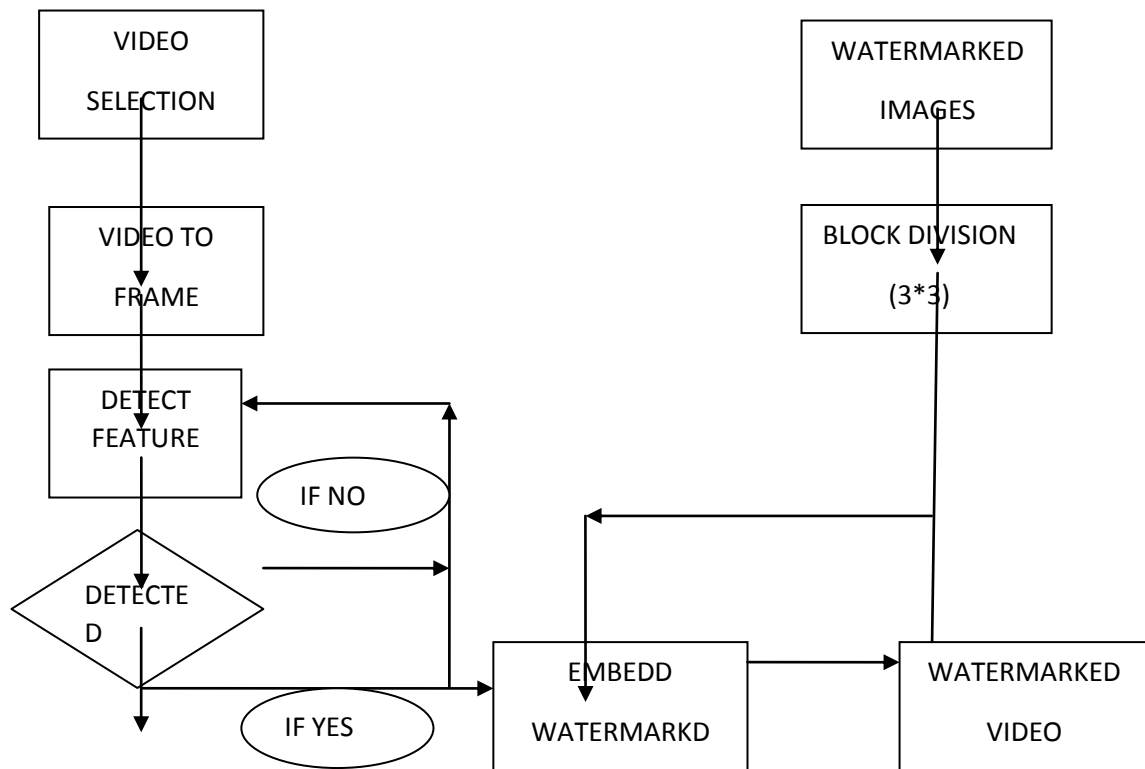 VIDEO
SELECTION
WATERMARKED
IMAGES
VIDEO TO
FRAME
BLOCK DIVISION
(3*3)
DETECT
FEATURE
IF NO
DETECTE
D
IF YES
EMBEDD
WATERMARKD
WATERMARKED
VIDEO